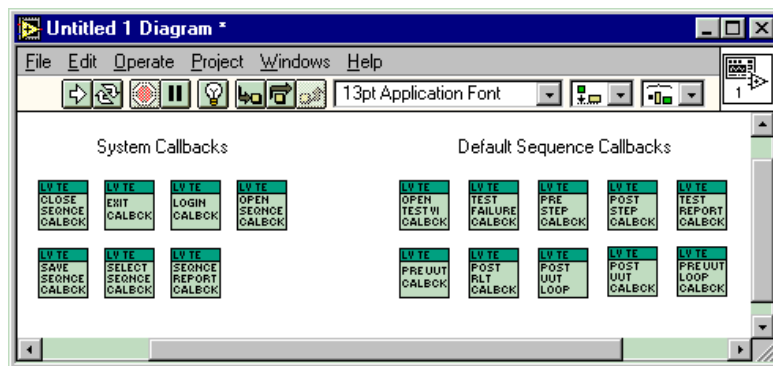 Untitled 1 Diagram *
File Edit Operate Project Windows Help
13pt Application Font
1
System Callbacks
Default Sequence Callbacks
LV TE
CLOSE
SEQNCE
CALBCK
LV TE
EXIT
CALBCK
LV TE
LOGIN
CALBCK
LV TE
OPEN
SEQNCE
CALBCK
LV TE
OPEN
TEST VI
CALBCK
LV TE
TEST
FAILURE
CALBCK
LV TE
PRE
STEP
CALBCK
LV TE
POST
STEP
CALBCK
LV TE
TEST
REPORT
CALBCK
LV TE
SAVE
SEQNCE
CALBCK
LV TE
SELECT
SEQNCE
CALBCK
LV TE
SEQNCE
REPORT
CALBCK
LV TE
PRE UUT
CALBCK
LV TE
POST
RLT
CALBCK
LV TE
POST
UUT
LOOP
LV TE
POST
UUT
CALBCK
LV TE
PRE UUT
LOOP
CALBCK